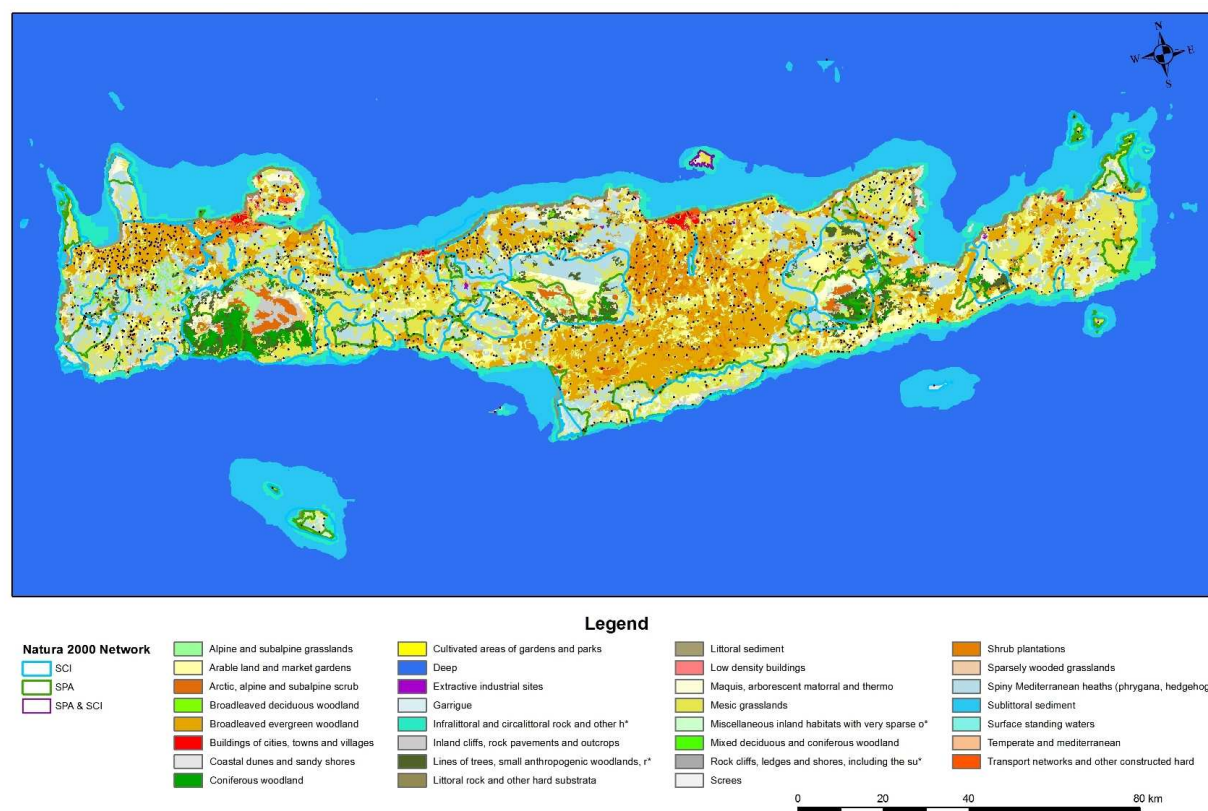 N
W
E
S
Legend
Natura 2000 Network
SCI
SPA
SPA & SCI
Alpine and subalpine grasslands
Arable land and market gardens
Arctic, alpine and subalpine scrub
Broadleaved deciduous woodland
Broadleaved evergreen woodland
Buildings of cities, towns and villages
Coastal dunes and sandy shores
Coniferous woodland
Cultivated areas of gardens and parks
Deep
Extractive industrial sites
Garrigue
Infralittoral and circalittoral rock and other h*
Inland cliffs, rock pavements and outcrops
Lines of trees, small anthropogenic woodlands, r*
Littoral rock and other hard substrata
Littoral sediment
Low density buildings
Maquis, arborescent matorral and thermo
Mesic grasslands
Miscellaneous inland habitats with very sparse o*
Mixed deciduous and coniferous woodland
Rock cliffs, ledges and shores, including the su*
Screes
Shrub plantations
Sparsely wooded grasslands
Spiny Mediterranean heaths (phrygana, hedgehog
Sublittoral sediment
Surface standing waters
Temperate and mediterranean
Transport networks and other constructed hard
0 20 40 80 km